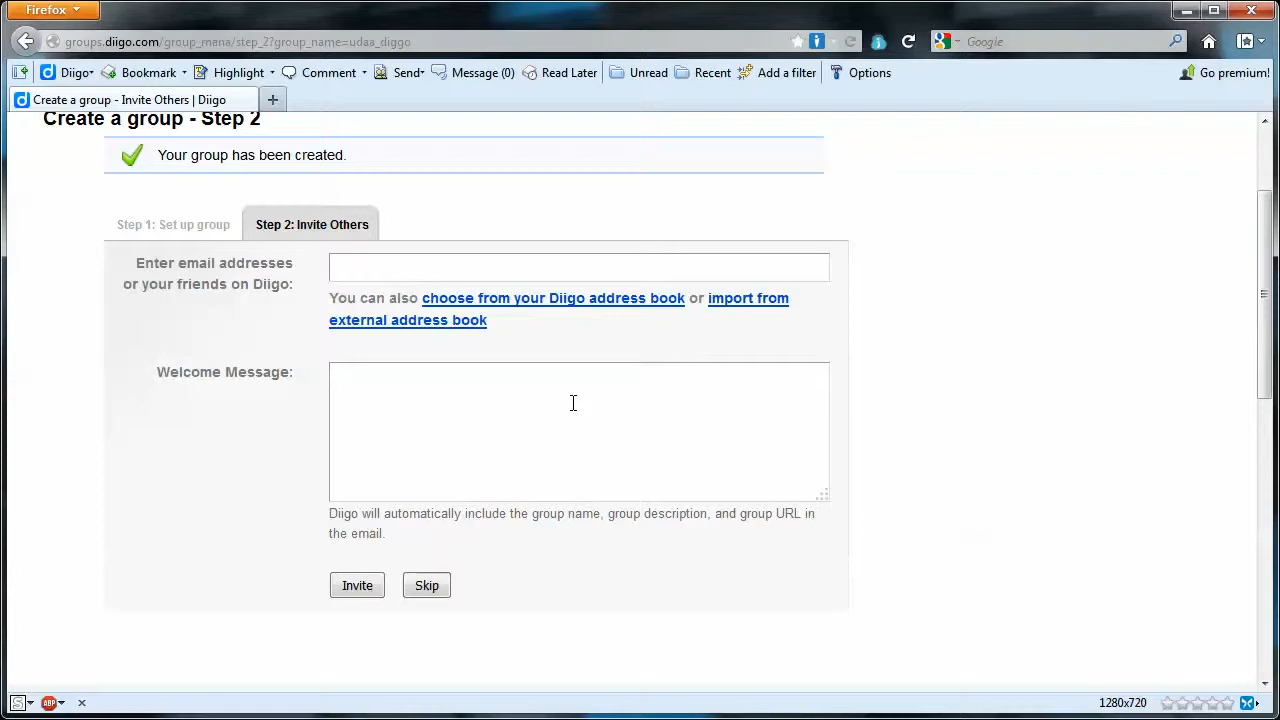 Firefox
groups.diigo.com/group_mana/step_2?group_name=udaa_diggo
Google
Diigo Bookmark Highlight Comment Send Message (0) Read Later Unread Recent Add a filter Options Go premium!
Create a group - Invite Others | Diigo
Create a group - Step 2
Your group has been created.
Step 1: Set up group Step 2: Invite Others
Enter email addresses
or your friends on Diigo:
You can also choose from your Diigo address book or import from
external address book
Welcome Message:
Diigo will automatically include the group name, group description, and group URL in
the email.
Invite Skip
S ABP 1280x720